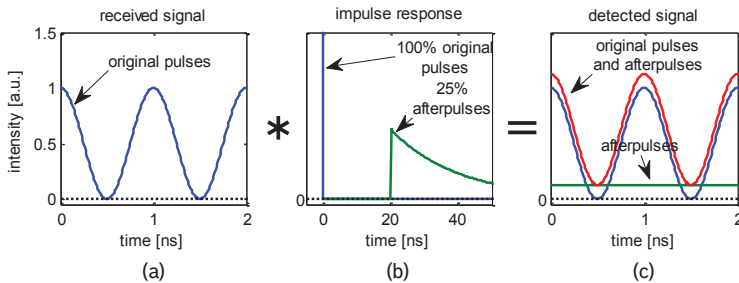 received signal
1.5
1
0.5
0
intensity [a.u.]
original pulses
0
1
2
time [ns]
(a)
*
impulse response
100% original
pulses
25%
afterpulses
0
0
20
40
time [ns]
(b)
=
detected signal
original pulses
and afterpulses
afterpulses
0
0
1
2
time [ns]
(c)